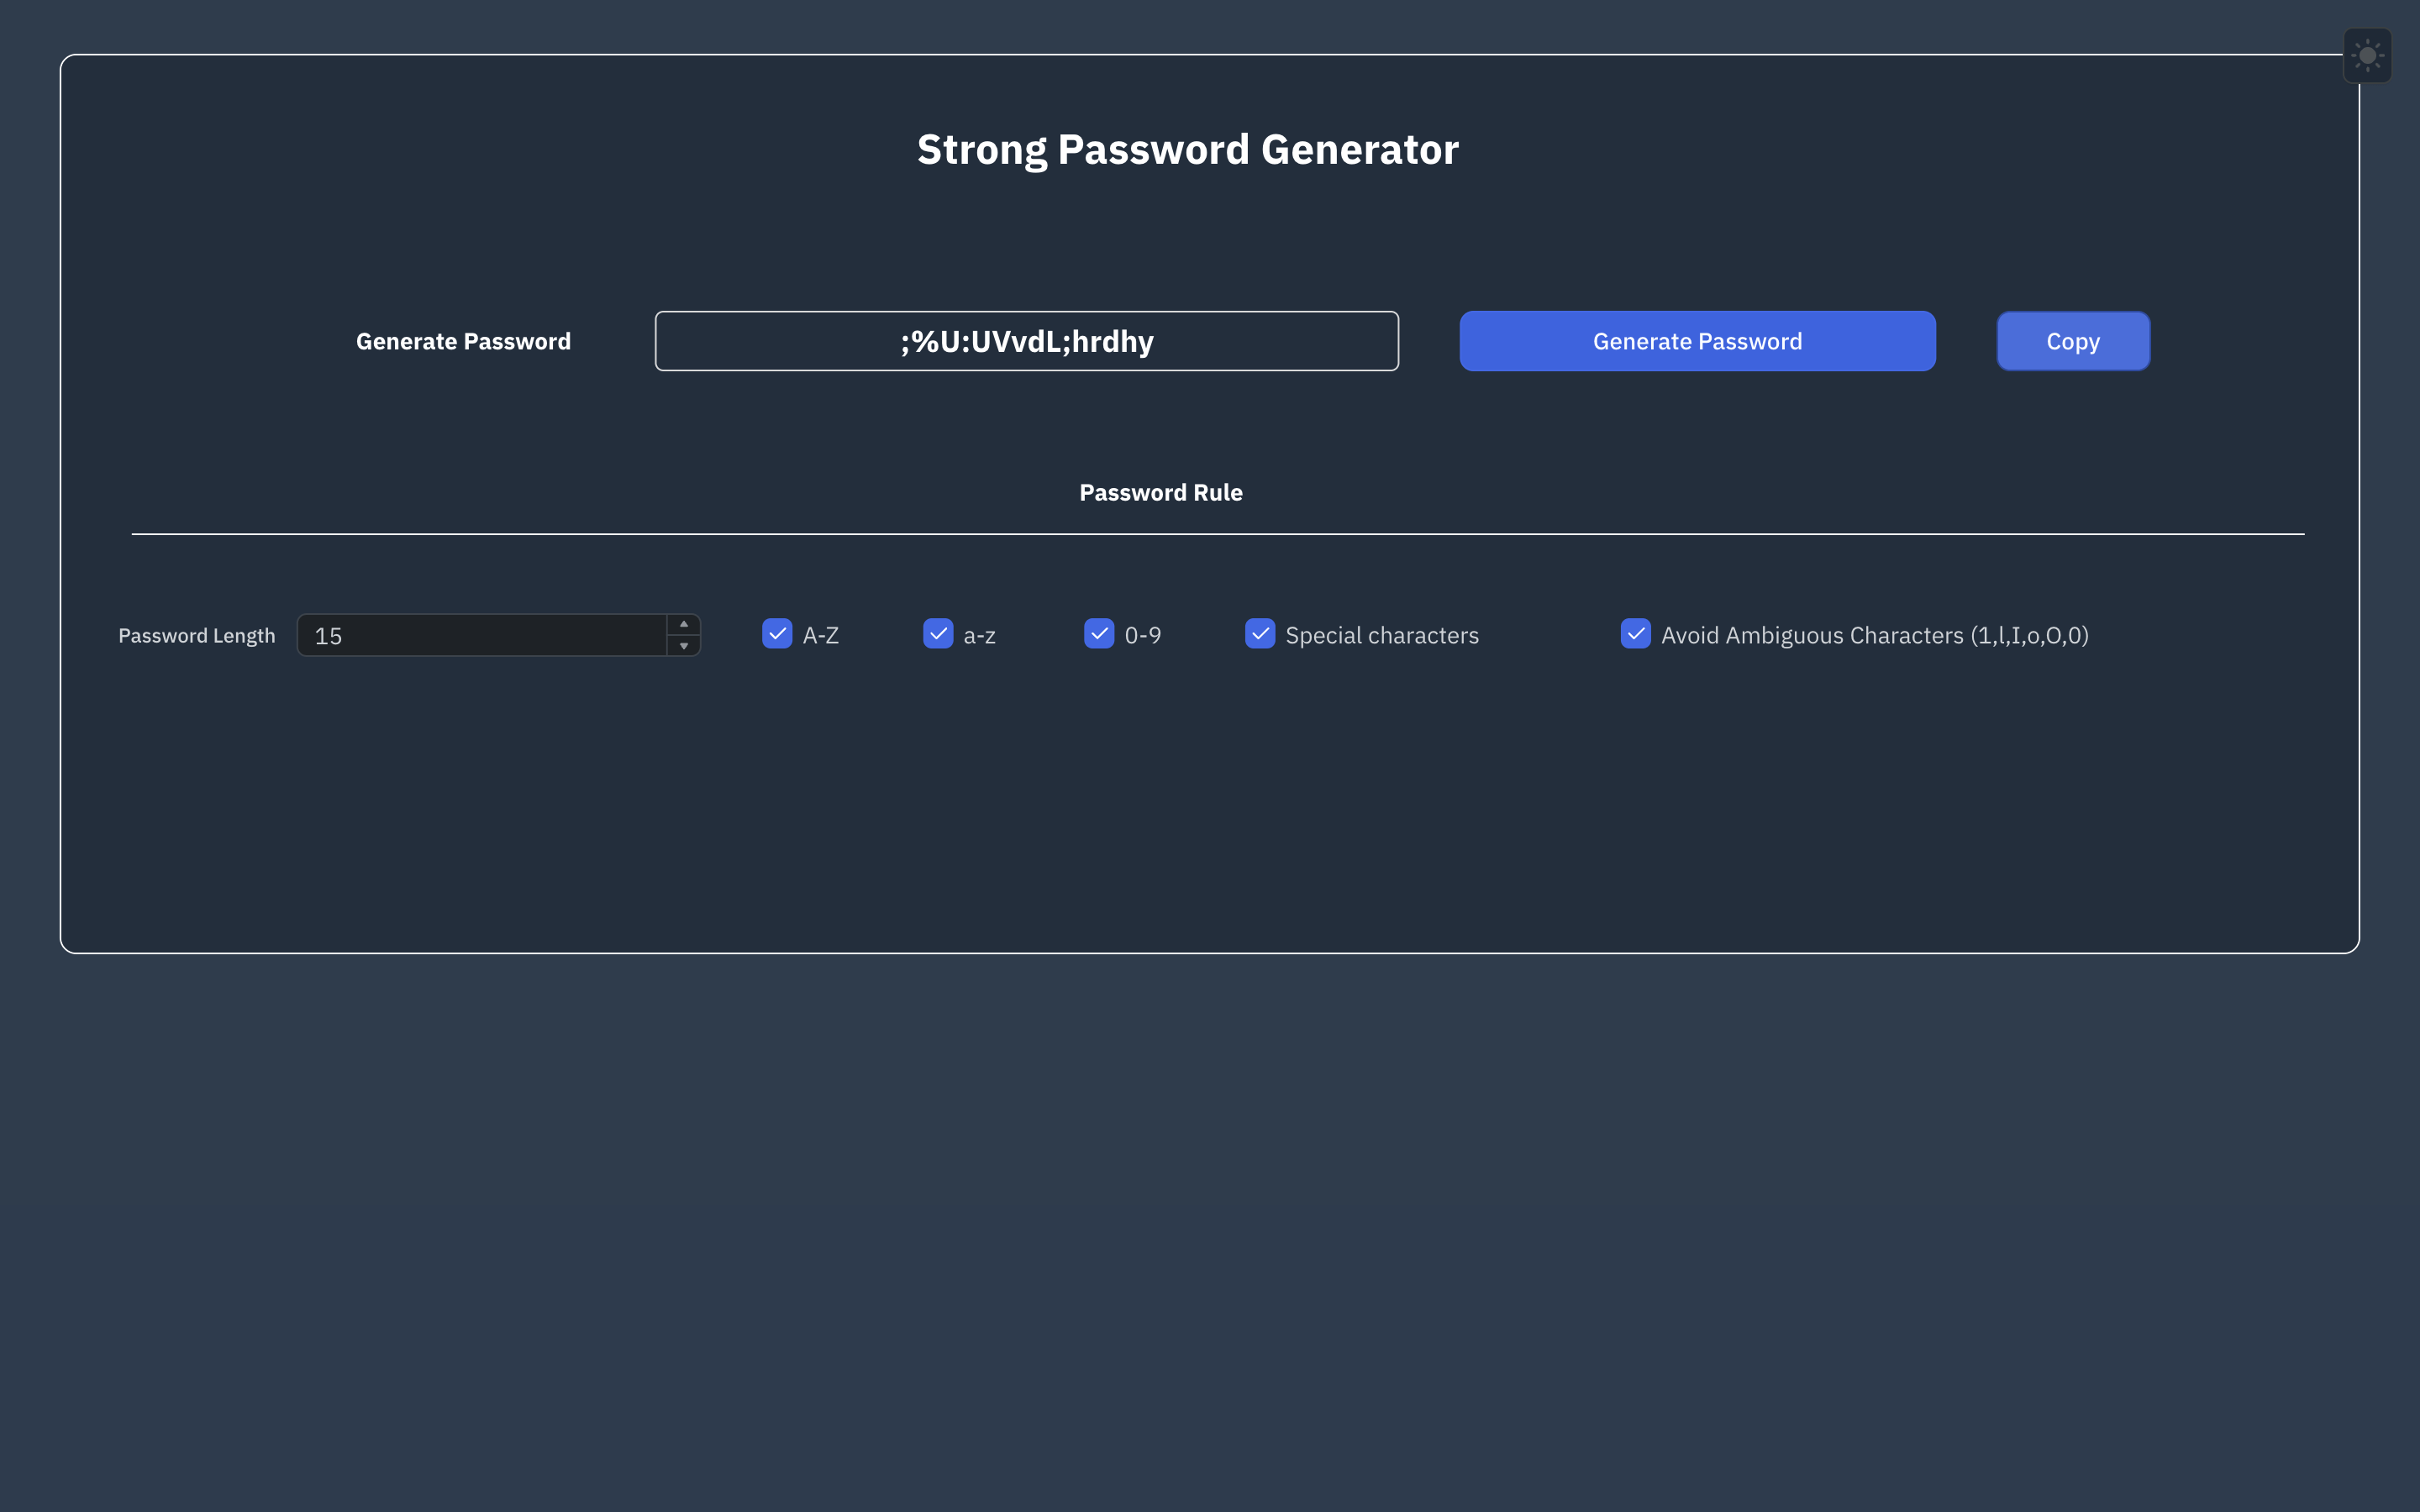 Strong Password Generator
Generate Password ;%U:UVvdL;hrdhy Generate Password Copy
Password Rule
Password Length 15 A-Z a-z 0-9 Special characters Avoid Ambiguous Characters (1,l,I,o,O,0)